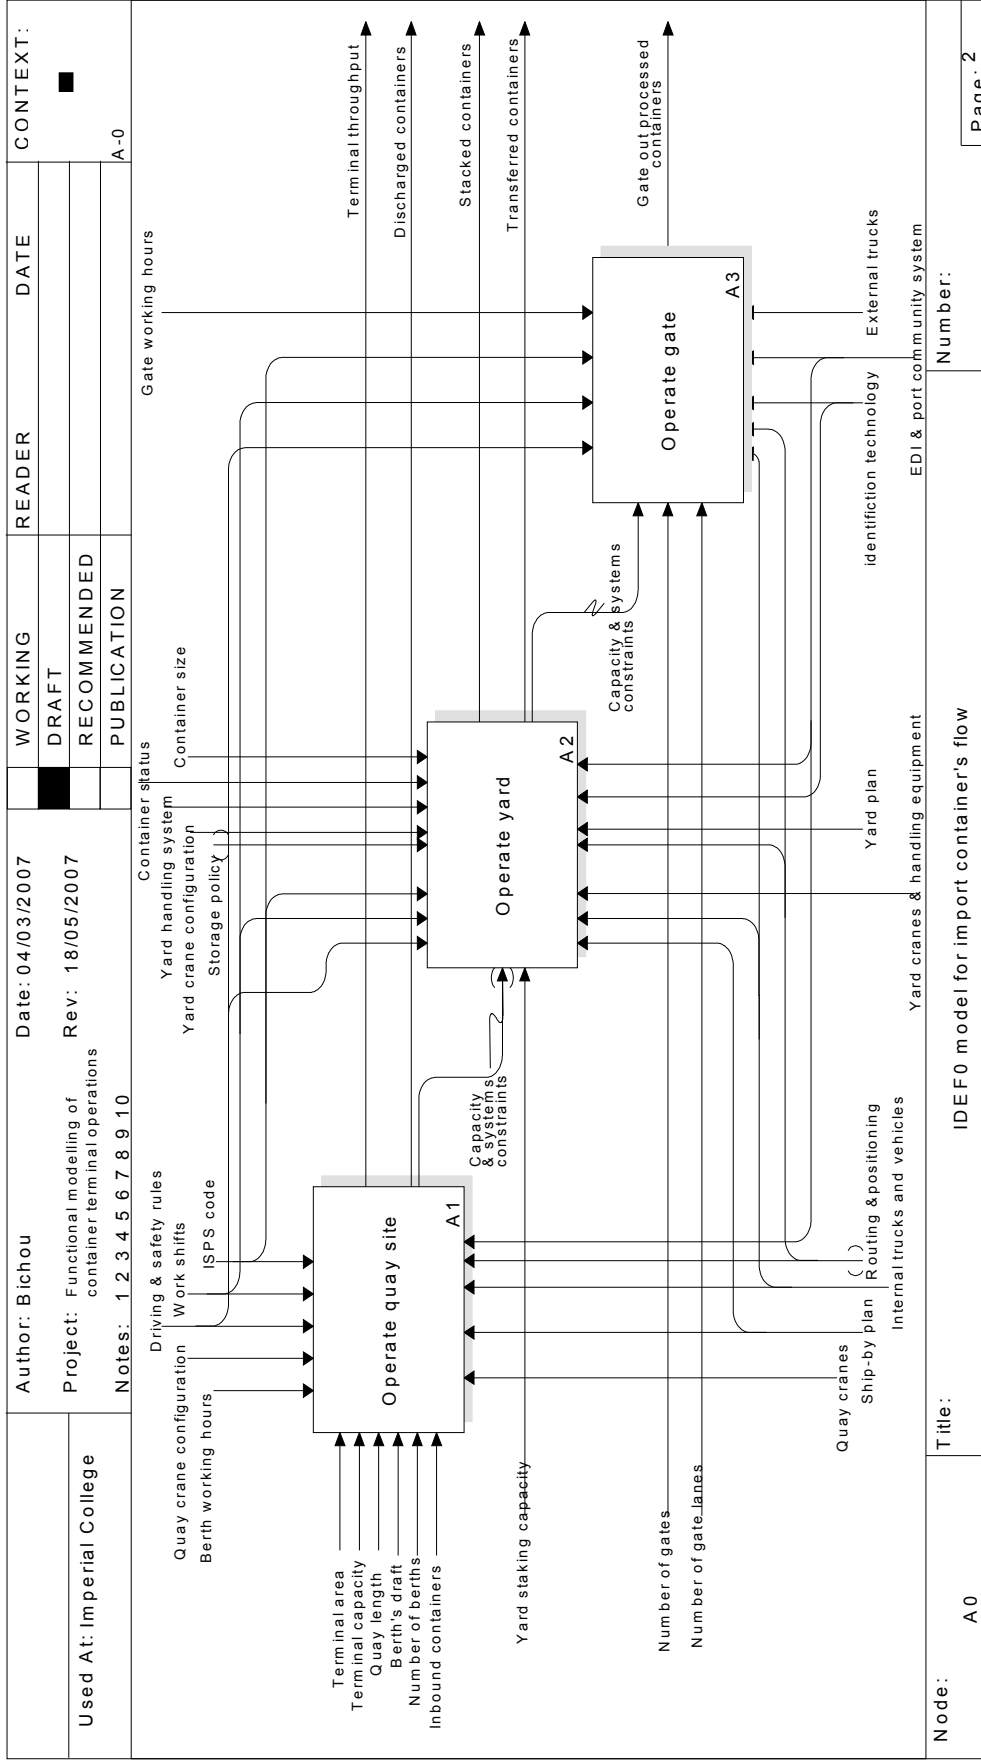 Used At: Imperial College
Author: Bichou
Date: 04/03/2007
Project: Functional modelling of
container terminal operations
Rev: 18/05/2007
Notes: 1 2 3 4 5 6 7 8 9 10
WORKING
DRAFT
RECOMMENDED
PUBLICATION
READER
DATE
CONTEXT:
A-0
Quay crane configuration
Berth working hours
Driving & safety rules
Work shifts
ISPS code
Container status
Container size
Yard handling system
Yard crane configuration
Storage policy
Gate working hours
Terminal area
Terminal capacity
Quay length
Berth's draft
Number of berths
Inbound containers
Operate quay site
A1
Terminal throughput
Discharged containers
Stacked containers
Transferred containers
Capacity
& systems
constraints
Yard staking capacity
Operate yard
A2
Capacity & systems
constraints
Number of gates
Number of gate lanes
Operate gate
A3
Gate out processed
containers
Quay cranes
Ship-by plan
Routing & positioning
Internal trucks and vehicles
Yard plan
Yard cranes & handling equipment
identifiction technology
External trucks
EDI & port community system
Node:
A0
Title:
IDEF0 model for import container's flow
Number:
Page: 2